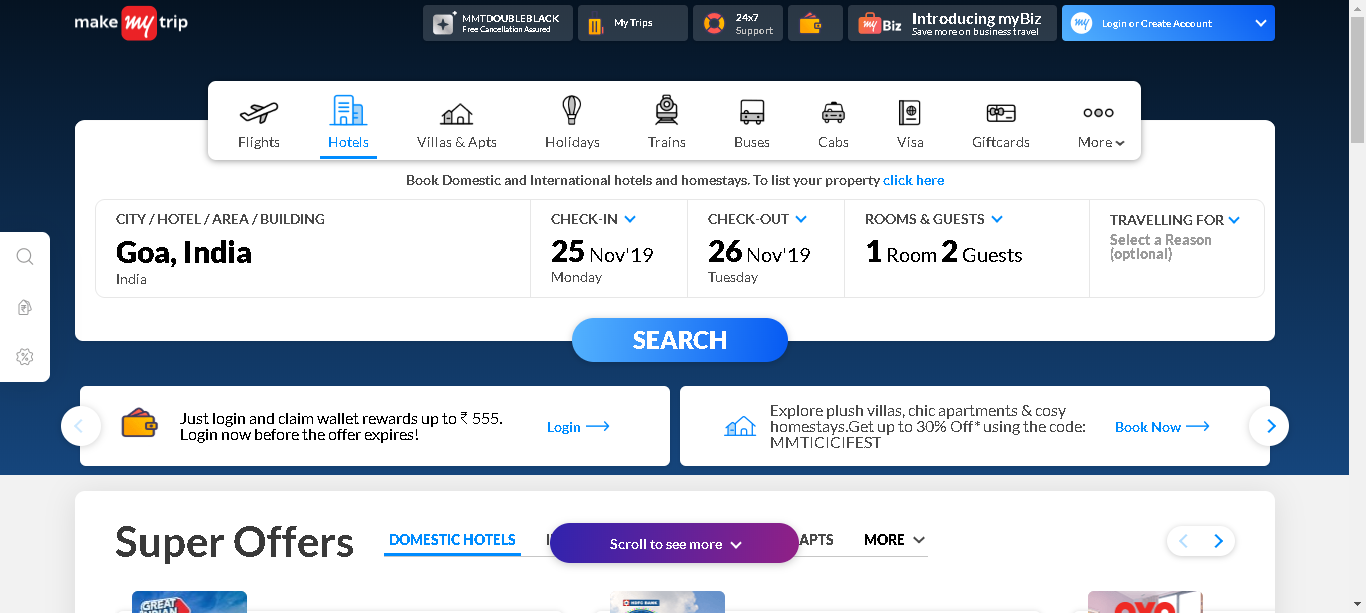 make my trip
MMTDOUBLEBLACK
Free Cancellation Assured
My Trips
24x7
Support
my Biz
Introducing myBiz
Save more on business travel
my
Login or Create Account
Flights
Hotels
Villas & Apts
Holidays
Trains
Buses
Cabs
Visa
Giftcards
More
Book Domestic and International hotels and homestays. To list your property click here
CITY / HOTEL / AREA / BUILDING
Goa, India
India
CHECK-IN
25 Nov'19
Monday
CHECK-OUT
26 Nov'19
Tuesday
ROOMS & GUESTS
1 Room 2 Guests
TRAVELLING FOR
Select a Reason
(optional)
SEARCH
Just login and claim wallet rewards up to ₹ 555.
Login now before the offer expires!
Login
Explore plush villas, chic apartments & cosy
homestays.Get up to 30% Off* using the code:
MMTICICIFEST
Book Now
Super Offers
DOMESTIC HOTELS
Scroll to see more
APTS
MORE
GREAT
INDIAN
HDFC BANK
OYO